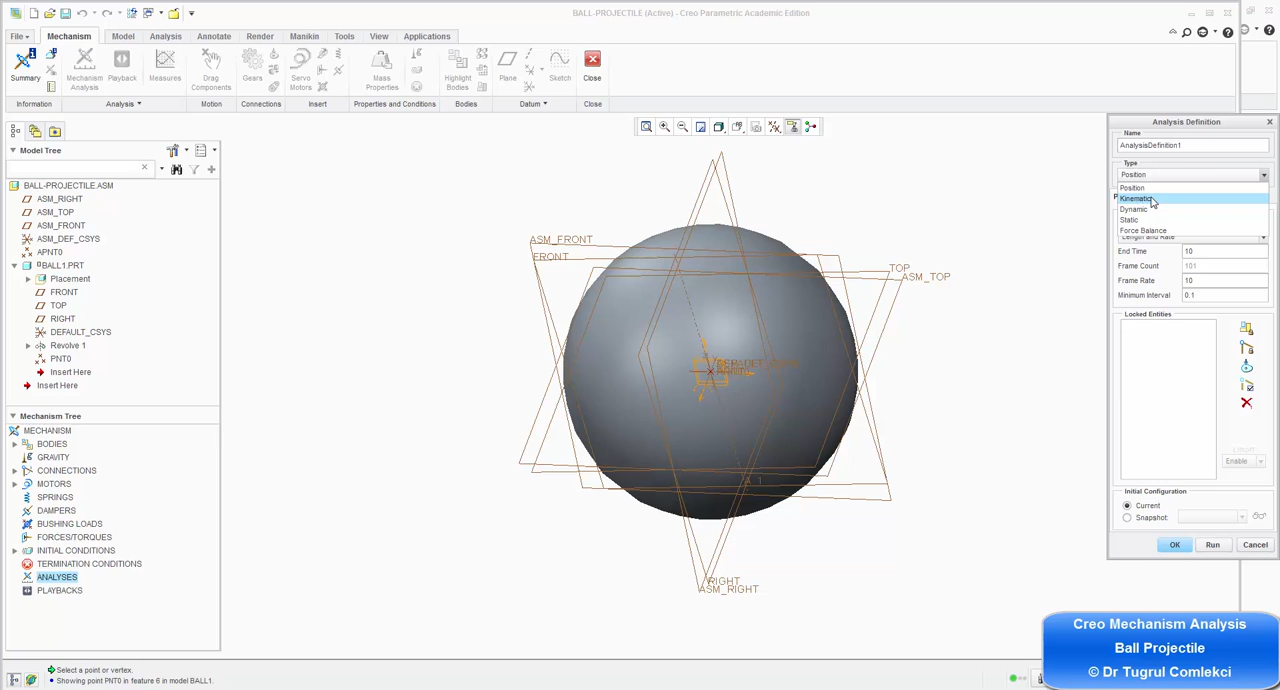 BALL-PROJECTILE (Active) - Creo Parametric Academic Edition
File Mechanism Model Analysis Annotate Render Manikin Tools View Applications
Summary
Mechanism Analysis
Playback
Measures
Drag Components
Gears
Servo Motors
Mass Properties
Highlight Bodies
Plane
Sketch
Close
Information Analysis Motion Connections Insert Properties and Conditions Bodies Datum Close
Model Tree
BALL-PROJECTILE.ASM
ASM_RIGHT
ASM_TOP
ASM_FRONT
ASM_DEF_CSYS
APNT0
BALL1.PRT
Placement
FRONT
TOP
RIGHT
DEFAULT_CSYS
Revolve 1
PNT0
Insert Here
Insert Here
Mechanism Tree
MECHANISM
BODIES
GRAVITY
CONNECTIONS
MOTORS
SPRINGS
DAMPERS
BUSHING LOADS
FORCES/TORQUES
INITIAL CONDITIONS
TERMINATION CONDITIONS
ANALYSES
PLAYBACKS
ASM_FRONT
FRONT
TOP
ASM_TOP
A_1
RIGHT
ASM_RIGHT
Analysis Definition
Name
AnalysisDefinition1
Type
Position
Position
Kinematic
Dynamic
Static
Force Balance
Length and Rate
End Time 10
Frame Count 101
Frame Rate 10
Minimum Interval 0.1
Locked Entities
Enable
Initial Configuration
Current
Snapshot:
OK Run Cancel
Select a point or vertex.
Showing point PNT0 in feature 6 in model BALL1.
Creo Mechanism Analysis
Ball Projectile
© Dr Tugrul Comlekci